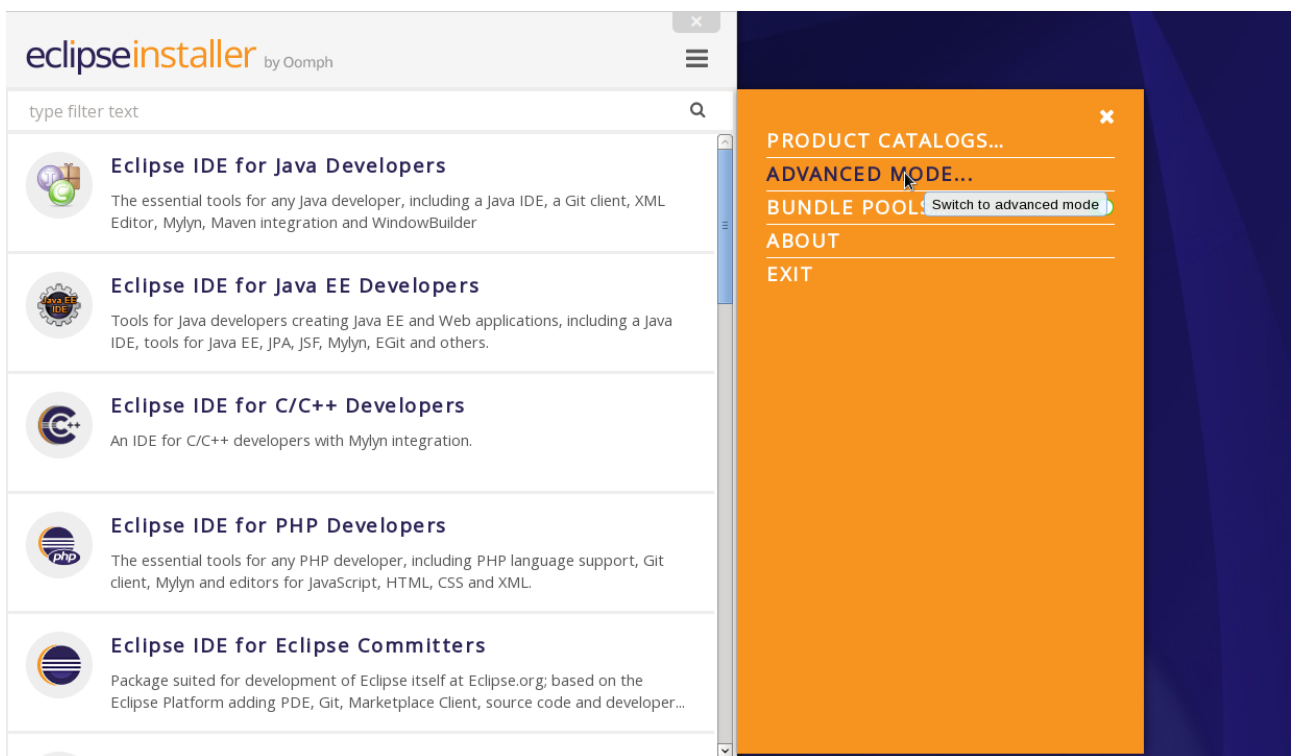 eclipseinstaller by Oomph
type filter text
Eclipse IDE for Java Developers
The essential tools for any Java developer, including a Java IDE, a Git client, XML
Editor, Mylyn, Maven integration and WindowBuilder
Java EE
IDE
Eclipse IDE for Java EE Developers
Tools for Java developers creating Java EE and Web applications, including a Java
IDE, tools for Java EE, JPA, JSF, Mylyn, EGit and others.
C++
Eclipse IDE for C/C++ Developers
An IDE for C/C++ developers with Mylyn integration.
php
Eclipse IDE for PHP Developers
The essential tools for any PHP developer, including PHP language support, Git
client, Mylyn and editors for JavaScript, HTML, CSS and XML.
Eclipse IDE for Eclipse Committers
Package suited for development of Eclipse itself at Eclipse.org; based on the
Eclipse Platform adding PDE, Git, Marketplace Client, source code and developer...
PRODUCT CATALOGS...
ADVANCED MODE...
BUNDLE POOLS
Switch to advanced mode
ABOUT
EXIT